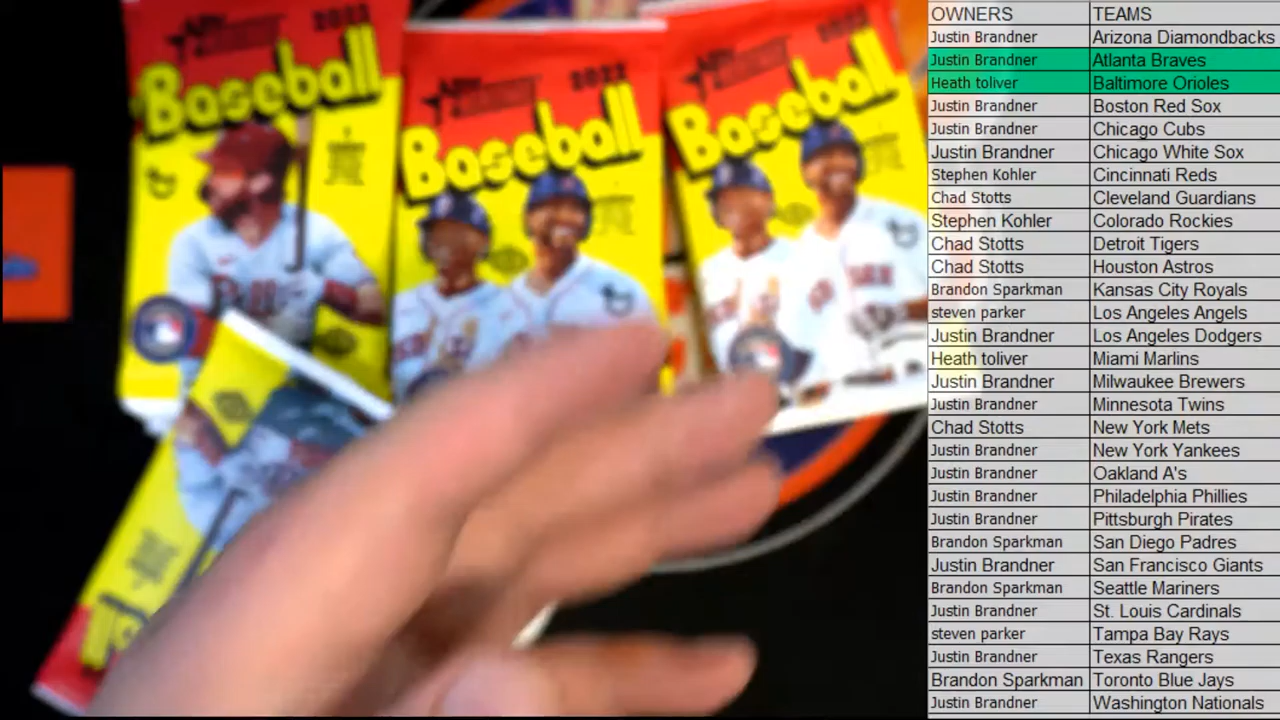 2022
Baseball
2022
Baseball
2022
Baseball
OWNERS TEAMS
Justin Brandner Arizona Diamondbacks
Justin Brandner Atlanta Braves
Heath toliver Baltimore Orioles
Justin Brandner Boston Red Sox
Justin Brandner Chicago Cubs
Justin Brandner Chicago White Sox
Stephen Kohler Cincinnati Reds
Chad Stotts Cleveland Guardians
Stephen Kohler Colorado Rockies
Chad Stotts Detroit Tigers
Chad Stotts Houston Astros
Brandon Sparkman Kansas City Royals
steven parker Los Angeles Angels
Justin Brandner Los Angeles Dodgers
Heath toliver Miami Marlins
Justin Brandner Milwaukee Brewers
Justin Brandner Minnesota Twins
Chad Stotts New York Mets
Justin Brandner New York Yankees
Justin Brandner Oakland A's
Justin Brandner Philadelphia Phillies
Justin Brandner Pittsburgh Pirates
Brandon Sparkman San Diego Padres
Justin Brandner San Francisco Giants
Brandon Sparkman Seattle Mariners
Justin Brandner St. Louis Cardinals
steven parker Tampa Bay Rays
Justin Brandner Texas Rangers
Brandon Sparkman Toronto Blue Jays
Justin Brandner Washington Nationals